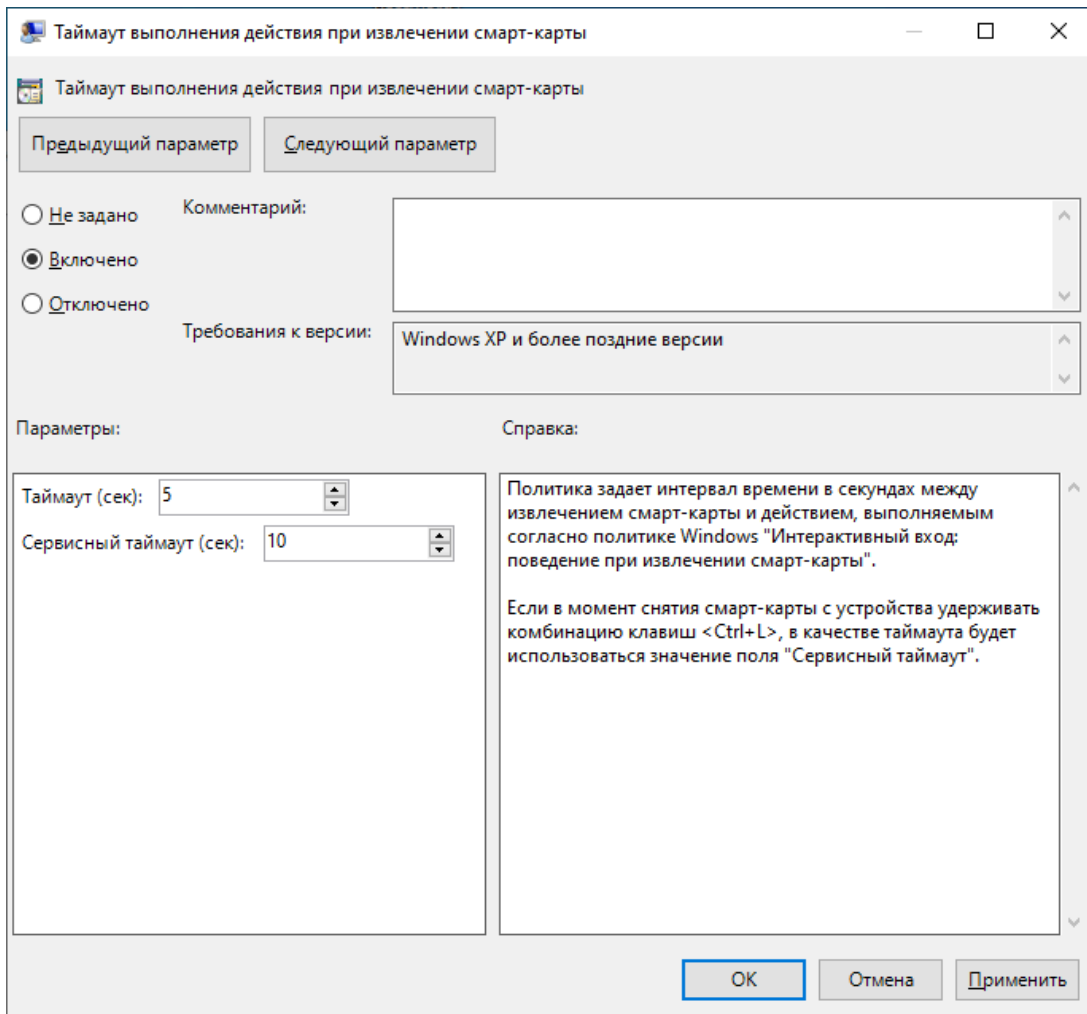 Таймаут выполнения действия при извлечении смарт-карты
Таймаут выполнения действия при извлечении смарт-карты
Предыдущий параметр
Следующий параметр
Не задано
Включено
Отключено
Комментарий:
Требования к версии:
Windows XP и более поздние версии
Параметры:
Справка:
Таймаут (сек): 5
Сервисный таймаут (сек): 10
Политика задает интервал времени в секундах между
извлечением смарт-карты и действием, выполняемым
согласно политике Windows "Интерактивный вход:
поведение при извлечении смарт-карты".
Если в момент снятия смарт-карты с устройства удерживать
комбинацию клавиш <Ctrl+L>, в качестве таймаута будет
использоваться значение поля "Сервисный таймаут".
ОК
Отмена
Применить